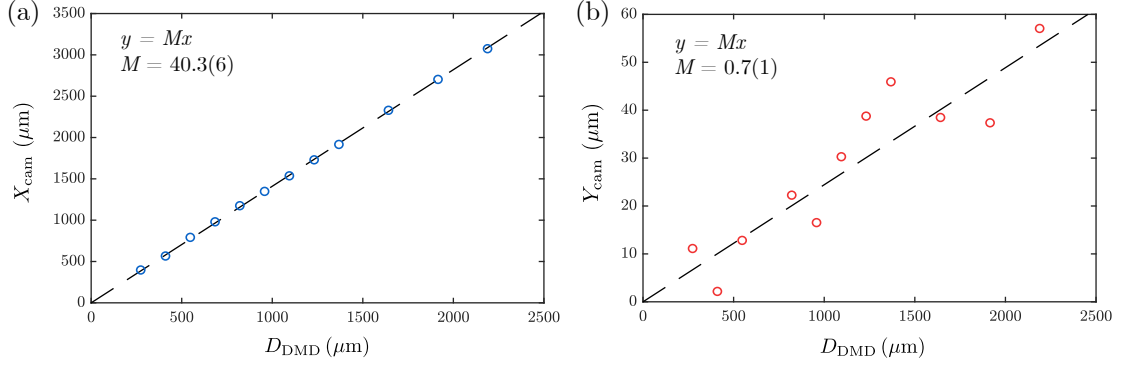 (a)
y = Mx
M = 40.3(6)
3500
3000
2500
2000
1500
1000
500
0
X_cam (μm)
0 500 1000 1500 2000 2500
D_DMD (μm)
(b)
y = Mx
M = 0.7(1)
60
50
40
30
20
10
0
Y_cam (μm)
0 500 1000 1500 2000 2500
D_DMD (μm)